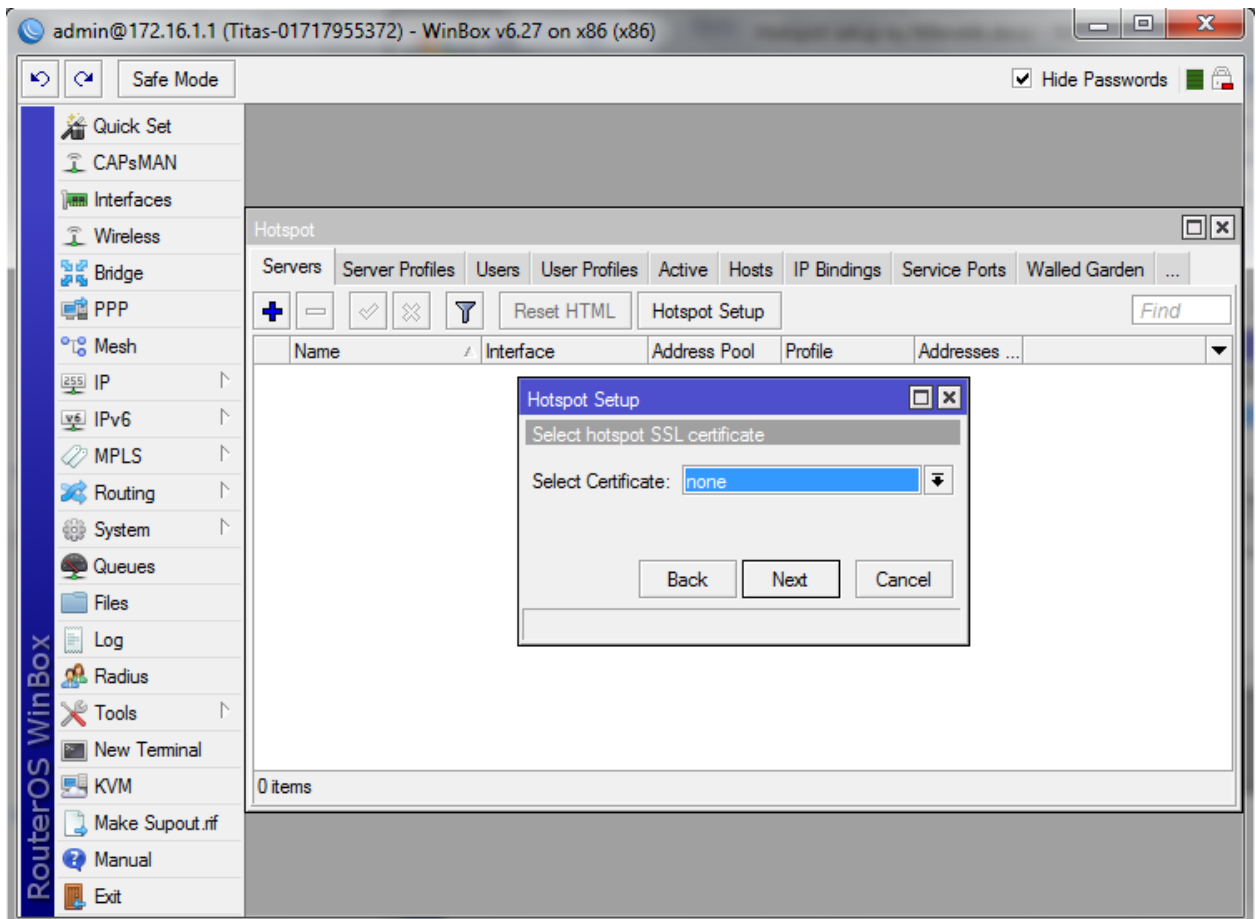 admin@172.16.1.1 (Titas-01717955372) - WinBox v6.27 on x86 (x86)
Safe Mode
Hide Passwords
RouterOS WinBox
Quick Set
CAPsMAN
Interfaces
Wireless
Bridge
PPP
Mesh
255 IP
v6 IPv6
MPLS
Routing
System
Queues
Files
Log
Radius
Tools
New Terminal
KVM
Make Supout.rif
Manual
Exit
Hotspot
Servers Server Profiles Users User Profiles Active Hosts IP Bindings Service Ports Walled Garden ...
Reset HTML Hotspot Setup Find
Name Interface Address Pool Profile Addresses ...
Hotspot Setup
Select hotspot SSL certificate
Select Certificate: none
Back Next Cancel
0 items